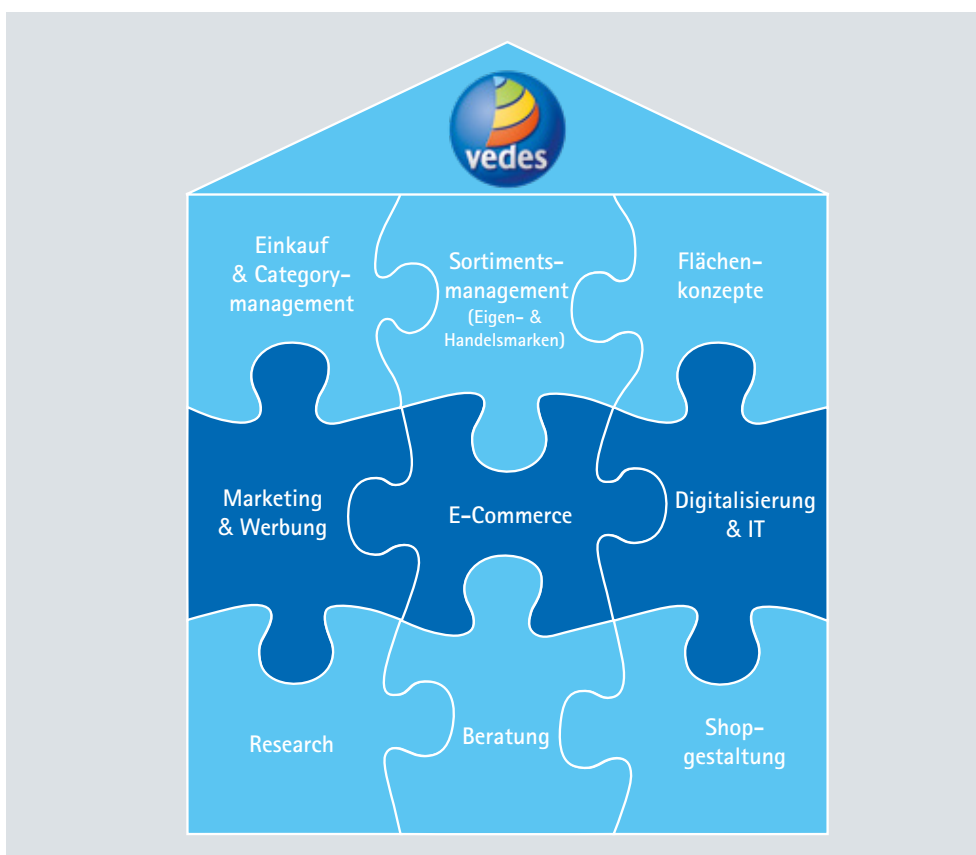 vedes
Einkauf
& Category-
management
Sortiments-
management
(Eigen- &
Handelsmarken)
Flächen-
konzepte
Marketing
& Werbung
E-Commerce
Digitalisierung
& IT
Research
Beratung
Shop-
gestaltung